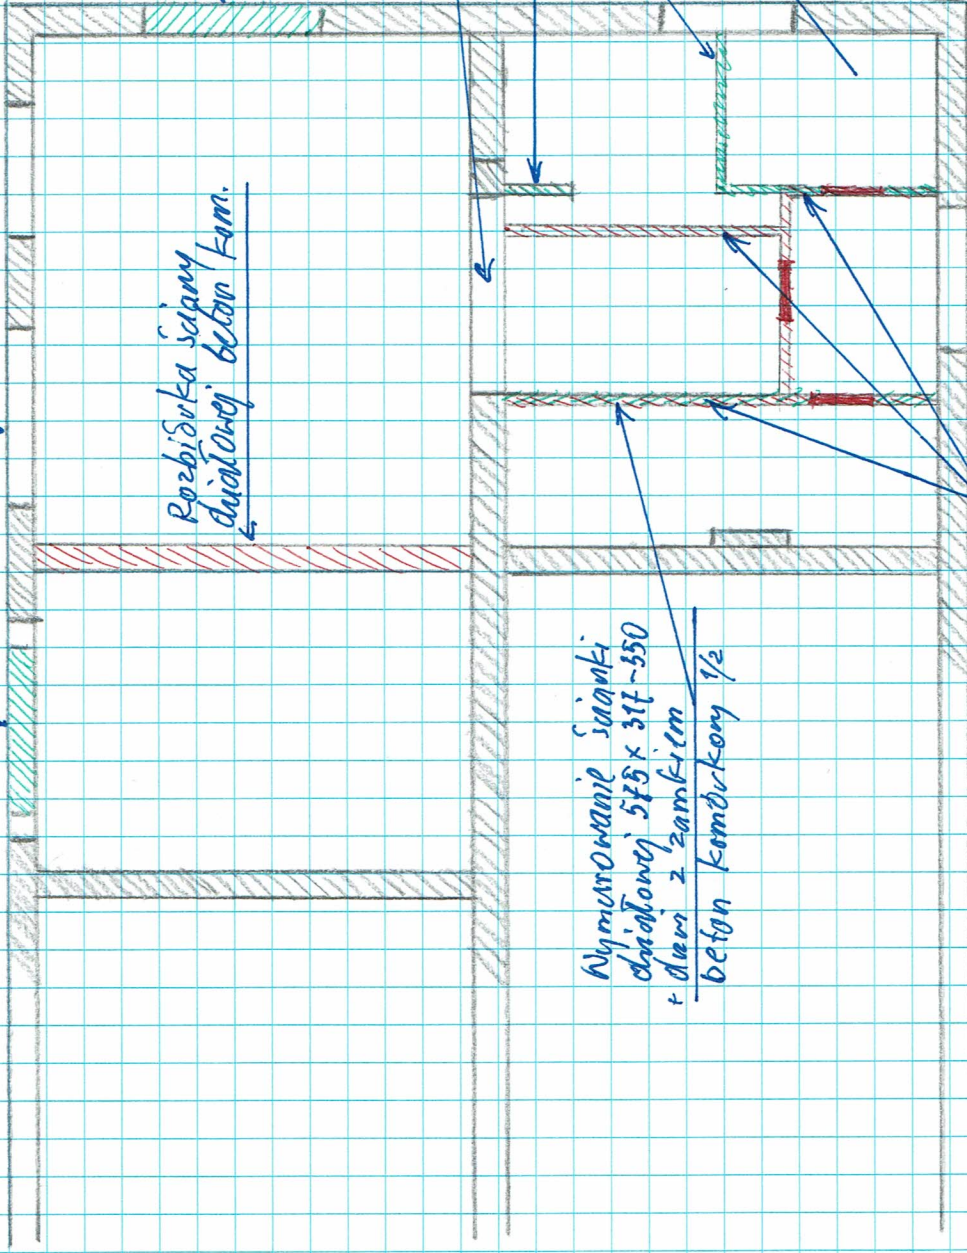 Rozbiórka ściany
działowej beton kom.
Wymurowanie ścianki
działowej 575 x 317-350
+ drzwi z zamkiem
beton komórkowy 1/2